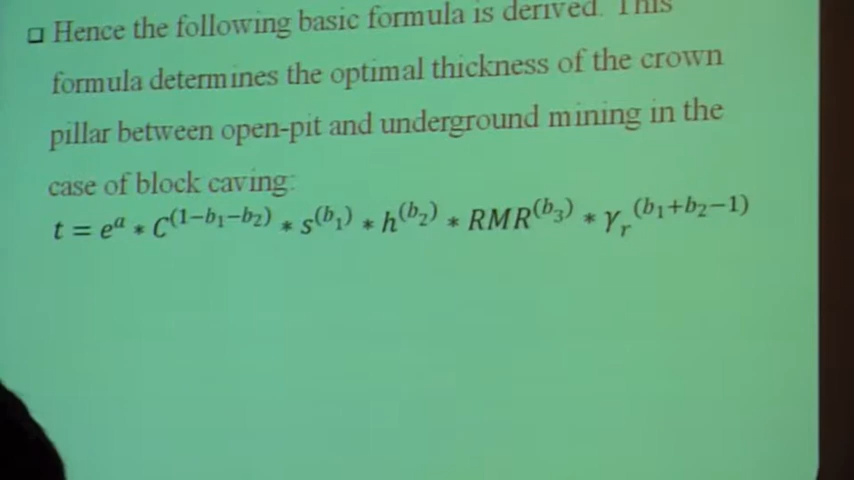 ❑ Hence the following basic formula is derived. This
formula determines the optimal thickness of the crown
pillar between open-pit and underground mining in the
case of block caving:
t = e^a * C^(1−b₁−b₂) * s^(b₁) * h^(b₂) * RMR^(b₃) * γᵣ^(b₁+b₂−1)